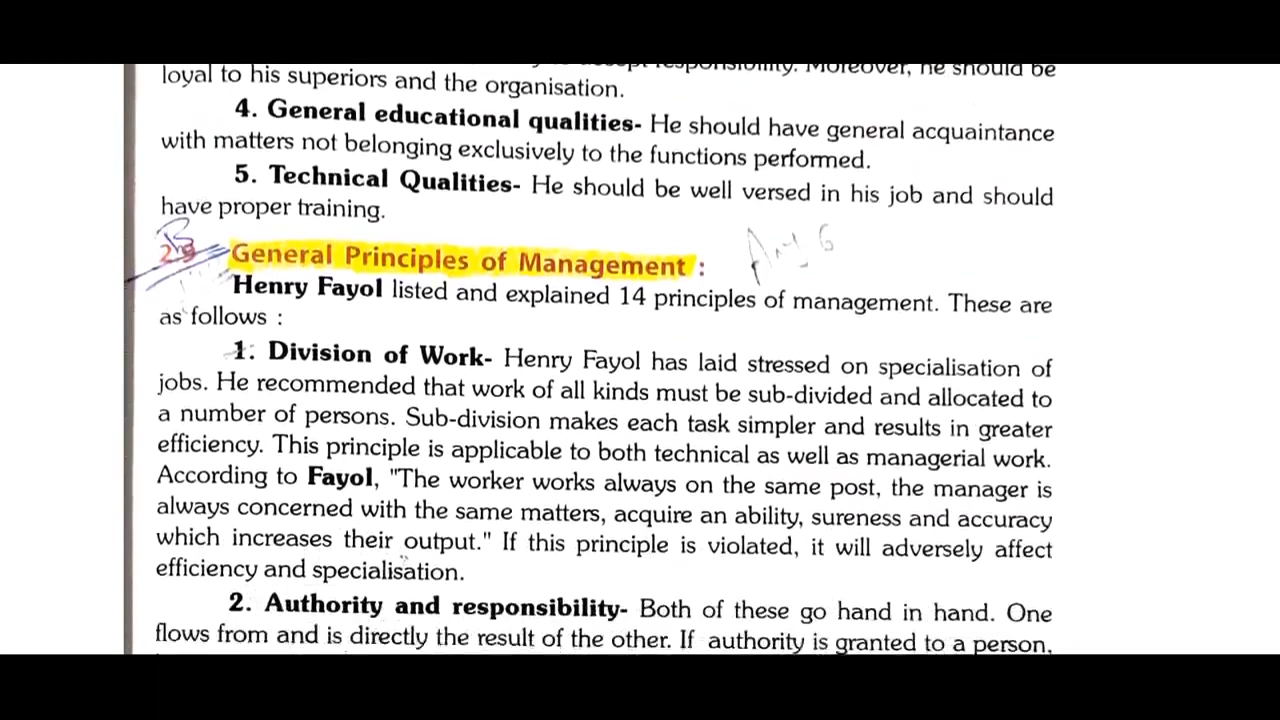 responsibility. Moreover, he should be
loyal to his superiors and the organisation.
4. General educational qualities- He should have general acquaintance
with matters not belonging exclusively to the functions performed.
5. Technical Qualities- He should be well versed in his job and should
have proper training.
General Principles of Management :
Any 6
Henry Fayol listed and explained 14 principles of management. These are
as follows :
1. Division of Work- Henry Fayol has laid stressed on specialisation of
jobs. He recommended that work of all kinds must be sub-divided and allocated to
a number of persons. Sub-division makes each task simpler and results in greater
efficiency. This principle is applicable to both technical as well as managerial work.
According to Fayol, "The worker works always on the same post, the manager is
always concerned with the same matters, acquire an ability, sureness and accuracy
which increases their output." If this principle is violated, it will adversely affect
efficiency and specialisation.
2. Authority and responsibility- Both of these go hand in hand. One
flows from and is directly the result of the other. If authority is granted to a person,